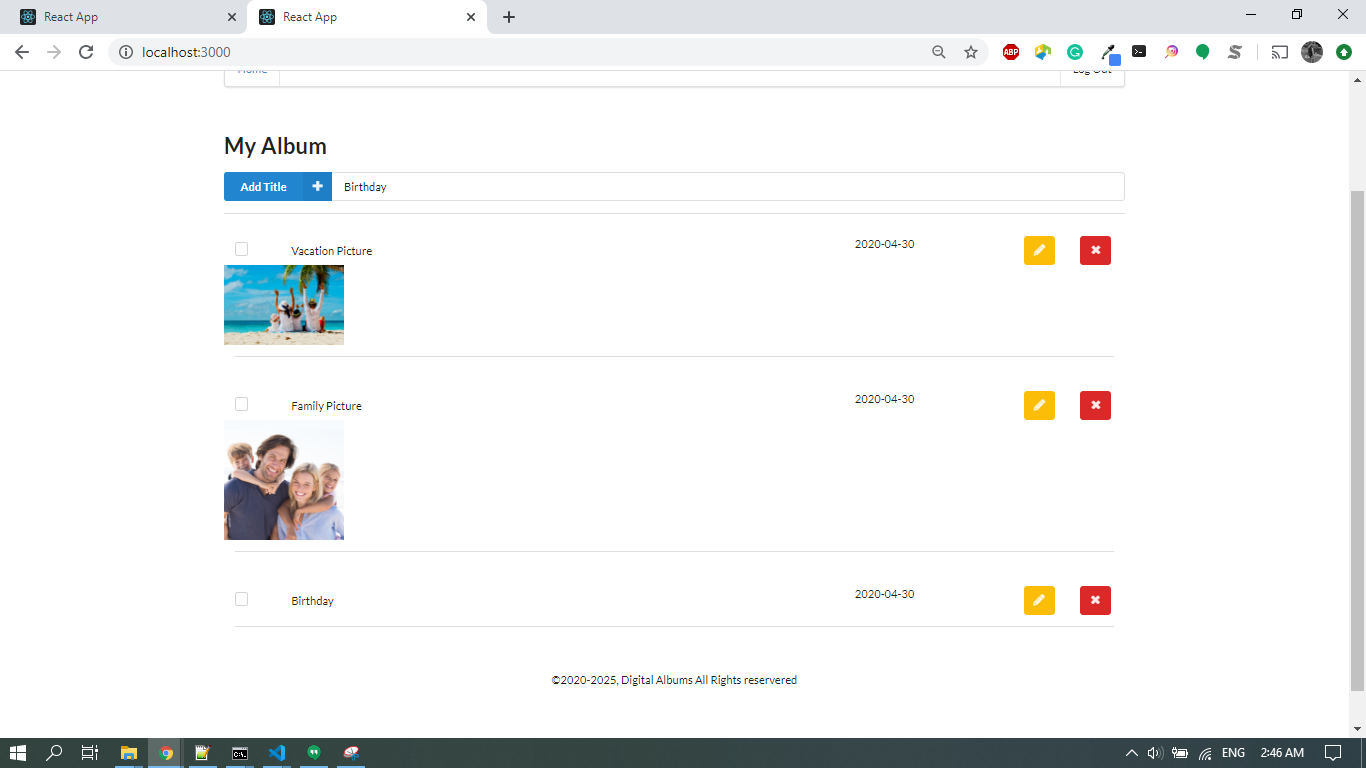 React App
React App
localhost:3000
ABP
Home
Log Out
My Album
Add Title
Birthday
Vacation Picture
2020-04-30
Family Picture
2020-04-30
Birthday
2020-04-30
©2020-2025, Digital Albums All Rights reservered
ENG
2:46 AM